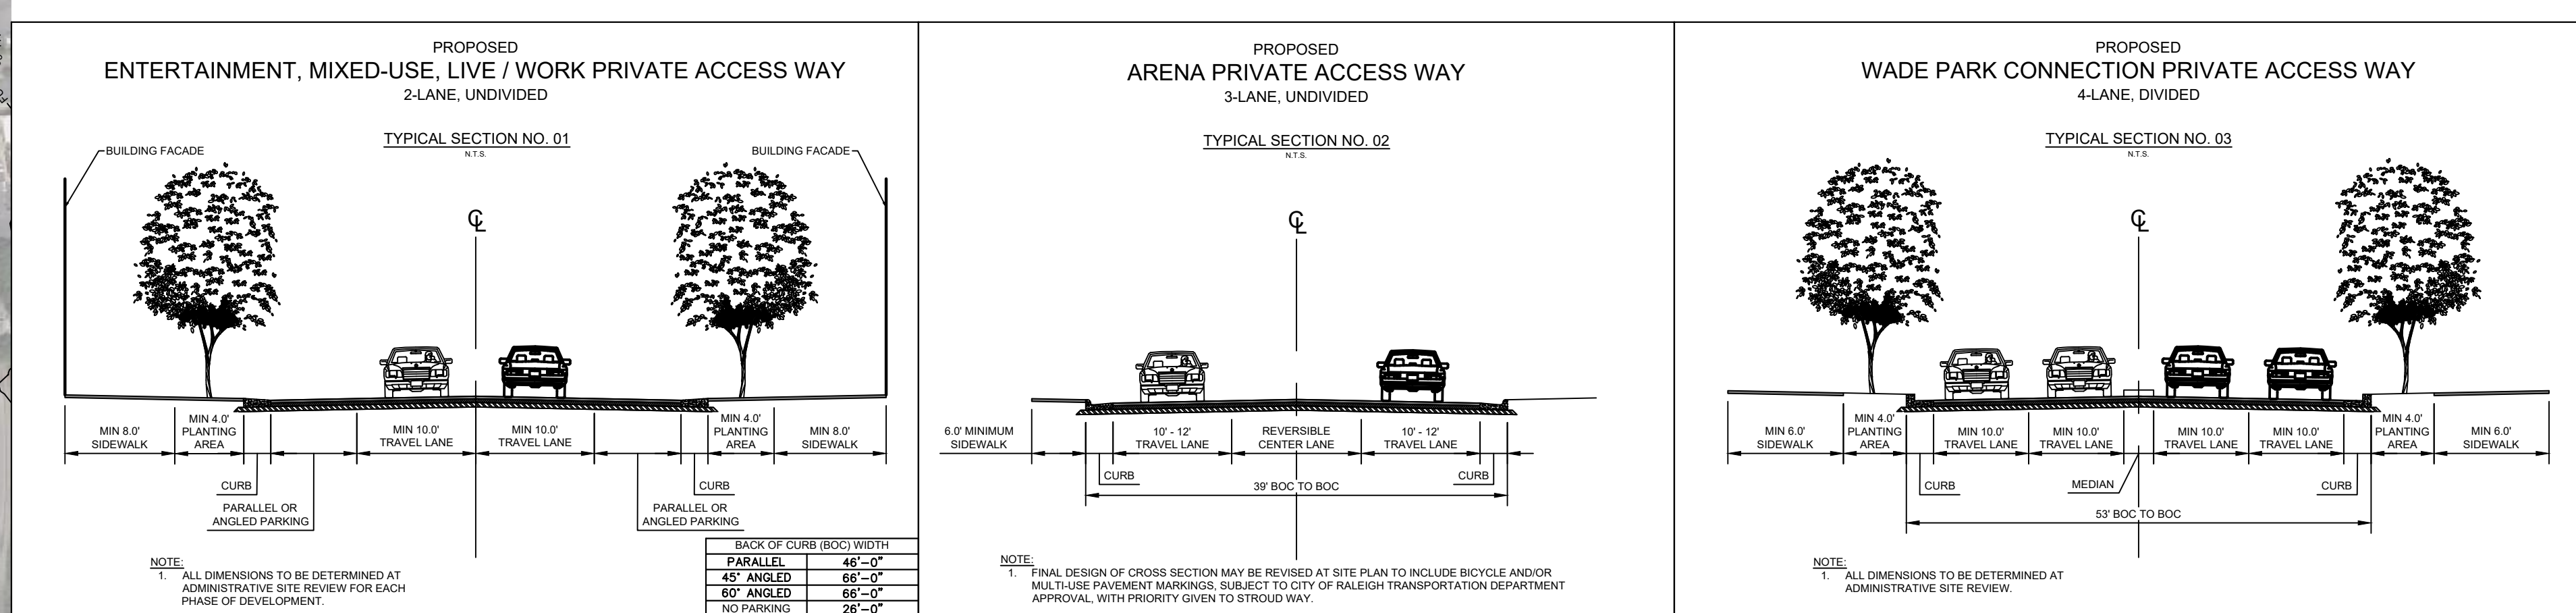 PROPOSED
ENTERTAINMENT, MIXED-USE, LIVE / WORK PRIVATE ACCESS WAY
2-LANE, UNDIVIDED
TYPICAL SECTION NO. 01
N.T.S.
BUILDING FACADE
BUILDING FACADE
℄
MIN 8.0'
SIDEWALK
MIN 4.0'
PLANTING
AREA
MIN 10.0'
TRAVEL LANE
MIN 10.0'
TRAVEL LANE
MIN 4.0'
PLANTING
AREA
MIN 8.0'
SIDEWALK
CURB
CURB
PARALLEL OR
ANGLED PARKING
PARALLEL OR
ANGLED PARKING
NOTE:
1. ALL DIMENSIONS TO BE DETERMINED AT
ADMINISTRATIVE SITE REVIEW FOR EACH
PHASE OF DEVELOPMENT.
BACK OF CURB (BOC) WIDTH
PARALLEL 46'-0"
45° ANGLED 66'-0"
60° ANGLED 66'-0"
NO PARKING 26'-0"
PROPOSED
ARENA PRIVATE ACCESS WAY
3-LANE, UNDIVIDED
TYPICAL SECTION NO. 02
N.T.S.
℄
6.0' MINIMUM
SIDEWALK
10' - 12'
TRAVEL LANE
REVERSIBLE
CENTER LANE
10' - 12'
TRAVEL LANE
CURB
CURB
39' BOC TO BOC
NOTE:
1. FINAL DESIGN OF CROSS SECTION MAY BE REVISED AT SITE PLAN TO INCLUDE BICYCLE AND/OR
MULTI-USE PAVEMENT MARKINGS, SUBJECT TO CITY OF RALEIGH TRANSPORTATION DEPARTMENT
APPROVAL, WITH PRIORITY GIVEN TO STROUD WAY.
PROPOSED
WADE PARK CONNECTION PRIVATE ACCESS WAY
4-LANE, DIVIDED
TYPICAL SECTION NO. 03
N.T.S.
℄
MIN 6.0'
SIDEWALK
MIN 4.0'
PLANTING
AREA
MIN 10.0'
TRAVEL LANE
MIN 10.0'
TRAVEL LANE
MIN 10.0'
TRAVEL LANE
MIN 10.0'
TRAVEL LANE
MIN 4.0'
PLANTING
AREA
MIN 6.0'
SIDEWALK
CURB
MEDIAN
CURB
53' BOC TO BOC
NOTE:
1. ALL DIMENSIONS TO BE DETERMINED AT
ADMINISTRATIVE SITE REVIEW.